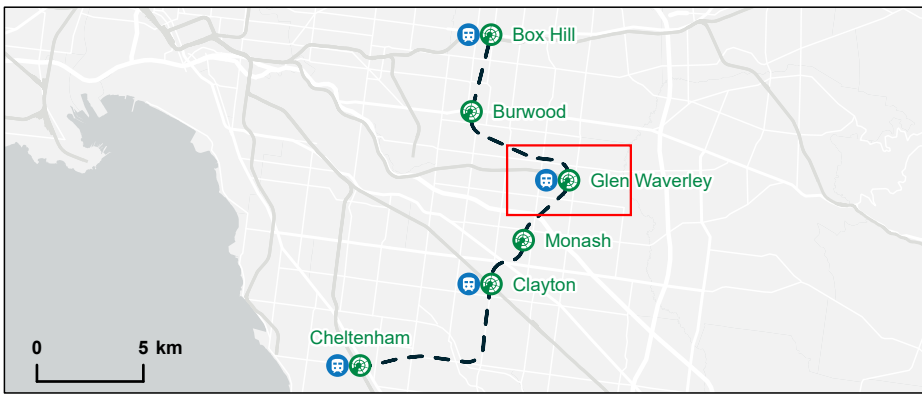 Box Hill
Burwood
Glen Waverley
Monash
Clayton
Cheltenham
0 5 km